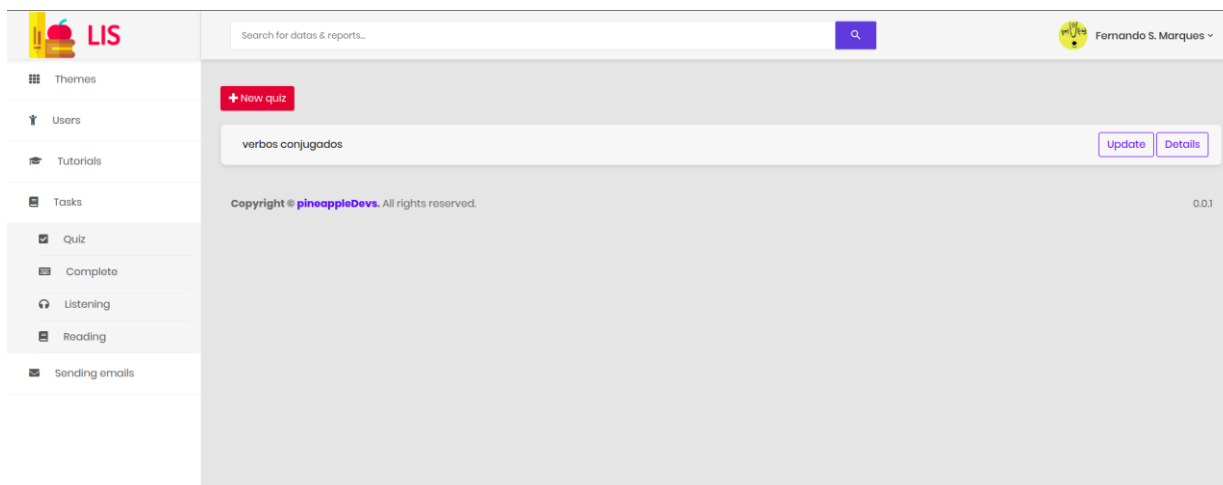 LIS
Search for datas & reports...
Fernando S. Marques
Themes
Users
Tutorials
Tasks
Quiz
Complete
Listening
Reading
Sending emails
+ New quiz
verbos conjugados
Update Details
Copyright © pineappleDevs. All rights reserved.
0.0.1